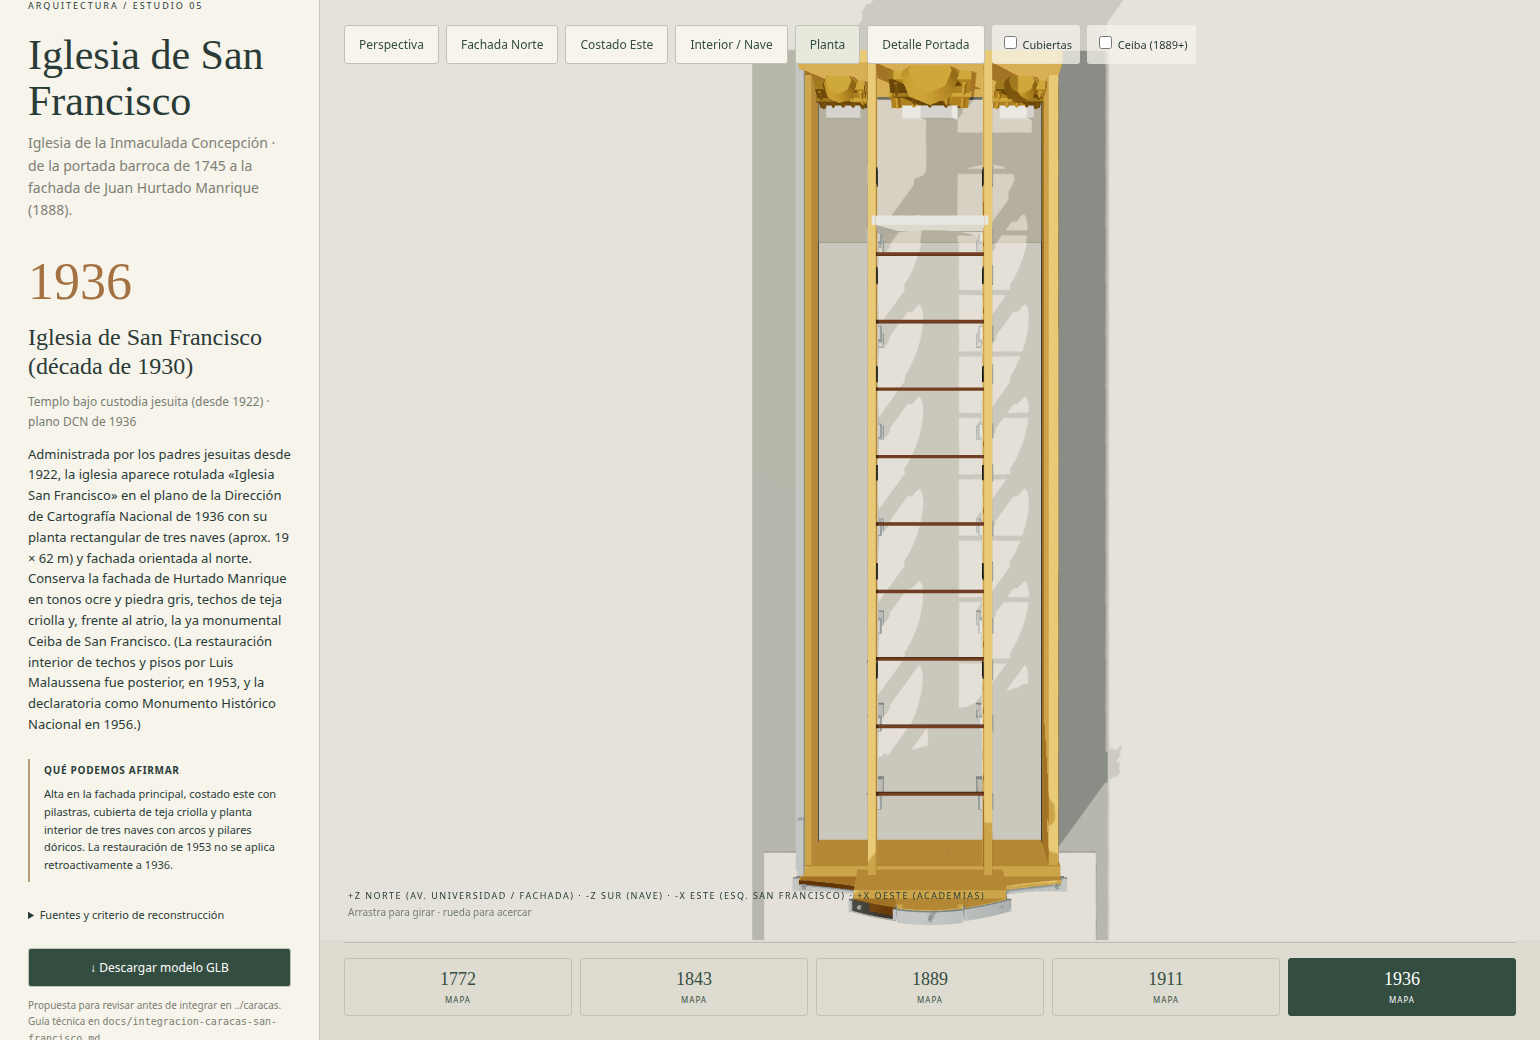 ARQUITECTURA / ESTUDIO 05
Iglesia de San
Francisco
Iglesia de la Inmaculada Concepción ·
de la portada barroca de 1745 a la
fachada de Juan Hurtado Manrique
(1888).
1936
Iglesia de San Francisco
(década de 1930)
Templo bajo custodia jesuita (desde 1922) ·
plano DCN de 1936
Administrada por los padres jesuitas desde
1922, la iglesia aparece rotulada «Iglesia
San Francisco» en el plano de la Dirección
de Cartografía Nacional de 1936 con su
planta rectangular de tres naves (aprox. 19
× 62 m) y fachada orientada al norte.
Conserva la fachada de Hurtado Manrique
en tonos ocre y piedra gris, techos de teja
criolla y, frente al atrio, la ya monumental
Ceiba de San Francisco. (La restauración
interior de techos y pisos por Luis
Malaussena fue posterior, en 1953, y la
declaratoria como Monumento Histórico
Nacional en 1956.)
QUÉ PODEMOS AFIRMAR
Alta en la fachada principal, costado este con
pilastras, cubierta de teja criolla y planta
interior de tres naves con arcos y pilares
dóricos. La restauración de 1953 no se aplica
retroactivamente a 1936.
Fuentes y criterio de reconstrucción
↓ Descargar modelo GLB
Propuesta para revisar antes de integrar en ../caracas.
Guía técnica en docs/integracion-caracas-san-
francisco.md
Perspectiva
Fachada Norte
Costado Este
Interior / Nave
Planta
Detalle Portada
Cubiertas
Ceiba (1889+)
+Z NORTE (AV. UNIVERSIDAD / FACHADA) · -Z SUR (NAVE) · -X ESTE (ESQ. SAN FRANCISCO) · +X OESTE (ACADEMIAS)
Arrastra para girar · rueda para acercar
1772
MAPA
1843
MAPA
1889
MAPA
1911
MAPA
1936
MAPA